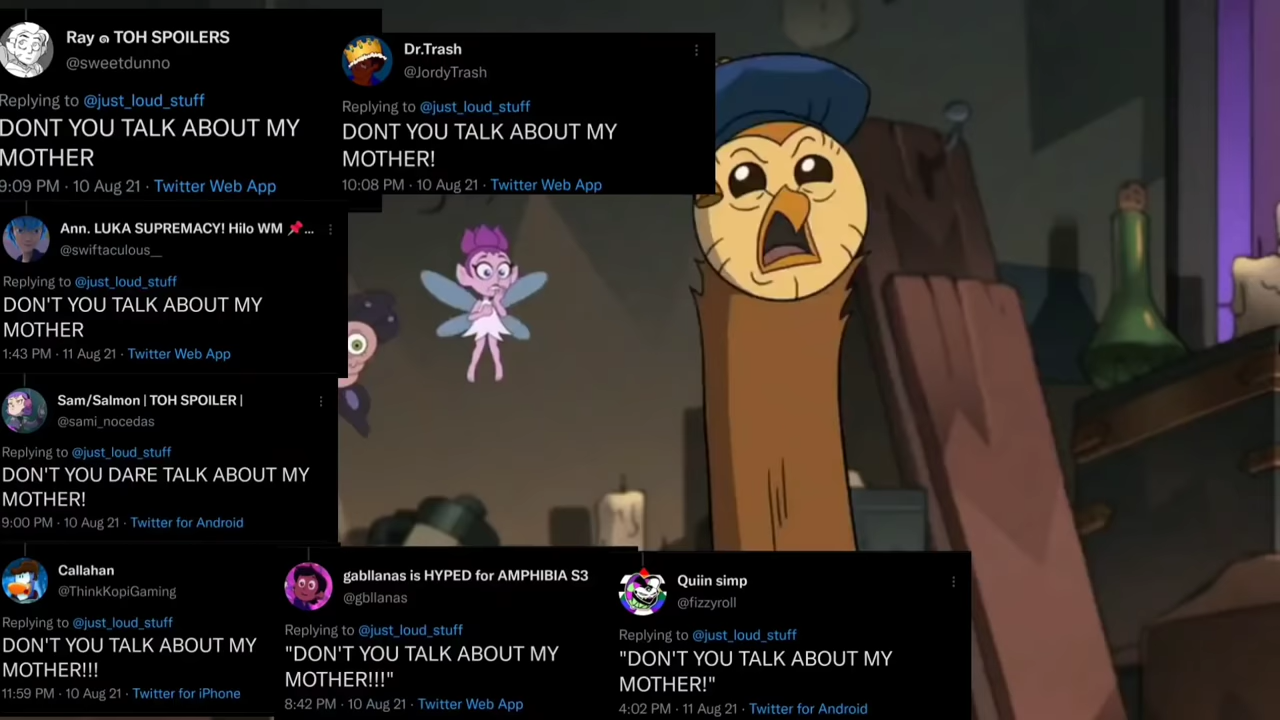 Ray ๑ TOH SPOILERS
@sweetdunno
Replying to @just_loud_stuff
DONT YOU TALK ABOUT MY
MOTHER
9:09 PM · 10 Aug 21 · Twitter Web App
Dr.Trash
@JordyTrash
Replying to @just_loud_stuff
DONT YOU TALK ABOUT MY
MOTHER!
10:08 PM · 10 Aug 21 · Twitter Web App
Ann. LUKA SUPREMACY! Hilo WM 📌...
@swiftaculous__
Replying to @just_loud_stuff
DON'T YOU TALK ABOUT MY
MOTHER
1:43 PM · 11 Aug 21 · Twitter Web App
Sam/Salmon | TOH SPOILER |
@sami_nocedas
Replying to @just_loud_stuff
DON'T YOU DARE TALK ABOUT MY
MOTHER!
9:00 PM · 10 Aug 21 · Twitter for Android
Callahan
@ThinkKopiGaming
Replying to @just_loud_stuff
DON'T YOU TALK ABOUT MY
MOTHER!!!
11:59 PM · 10 Aug 21 · Twitter for iPhone
gabllanas is HYPED for AMPHIBIA S3
@gbllanas
Replying to @just_loud_stuff
"DON'T YOU TALK ABOUT MY
MOTHER!!!"
8:42 PM · 10 Aug 21 · Twitter Web App
Quiin simp
@fizzyroll
Replying to @just_loud_stuff
"DON'T YOU TALK ABOUT MY
MOTHER!"
4:02 PM · 11 Aug 21 · Twitter for Android